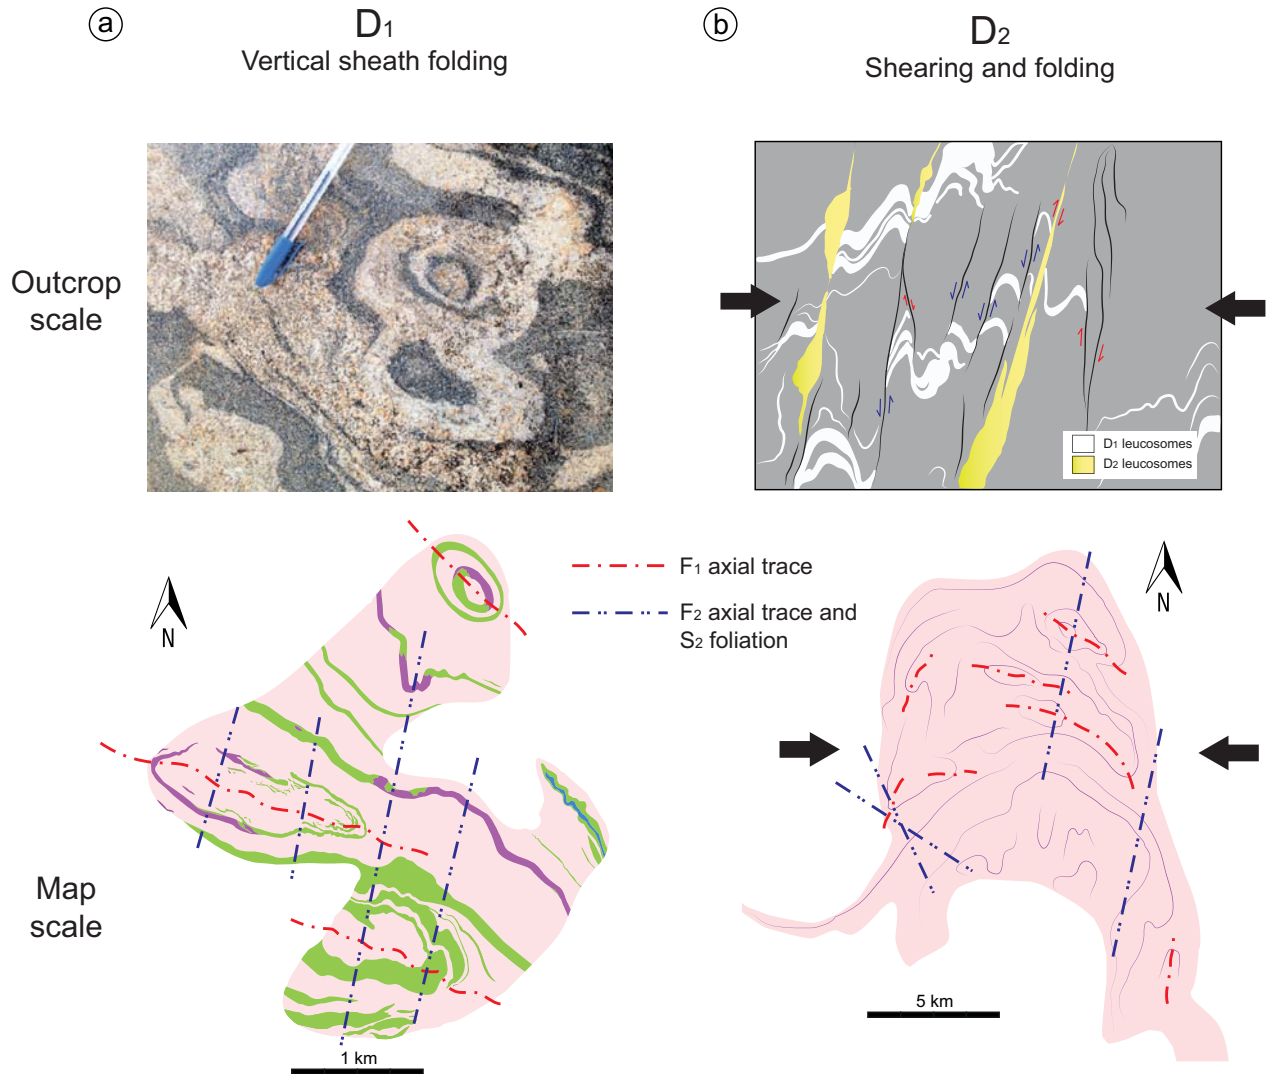 a
D1
Vertical sheath folding
b
D2
Shearing and folding
Outcrop
scale
D1 leucosomes
D2 leucosomes
F1 axial trace
F2 axial trace and
S2 foliation
N
N
Map
scale
5 km
1 km